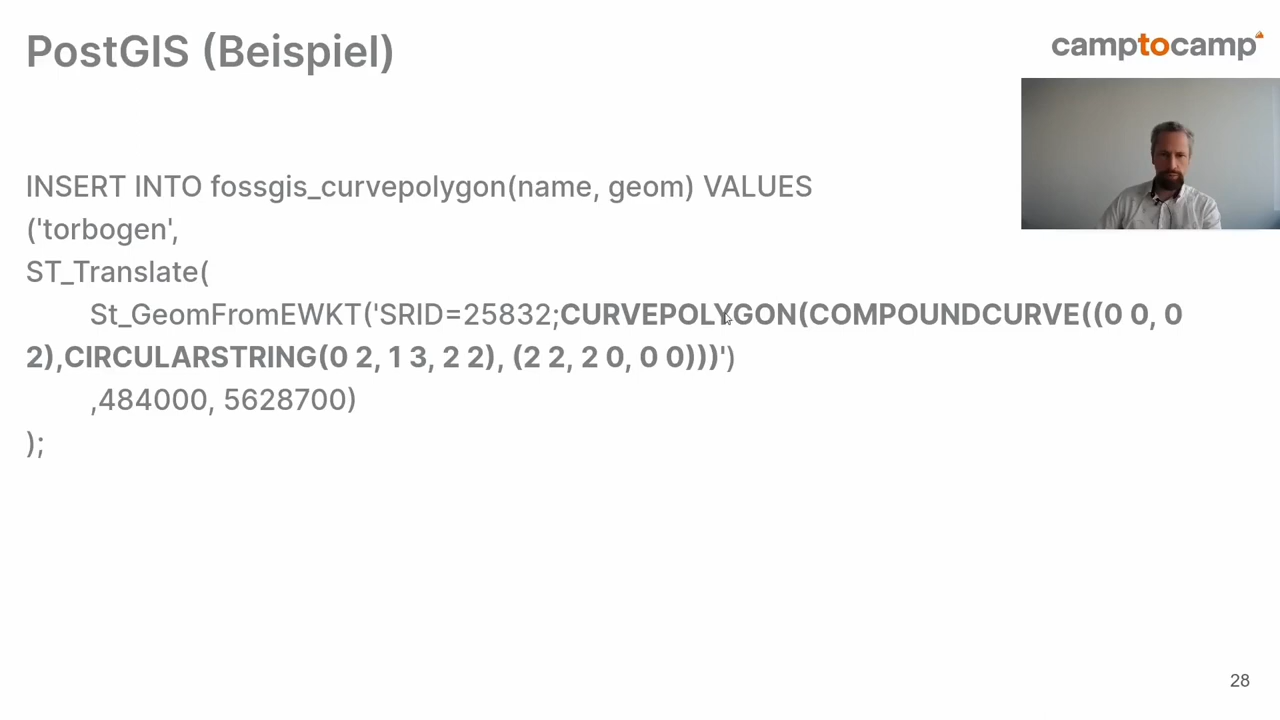 PostGIS (Beispiel)
camptocamp
INSERT INTO fossgis_curvepolygon(name, geom) VALUES
('torbogen',
ST_Translate(
St_GeomFromEWKT('SRID=25832;CURVEPOLYGON(COMPOUNDCURVE((0 0, 0
2),CIRCULARSTRING(0 2, 1 3, 2 2), (2 2, 2 0, 0 0)))')
,484000, 5628700)
);
28